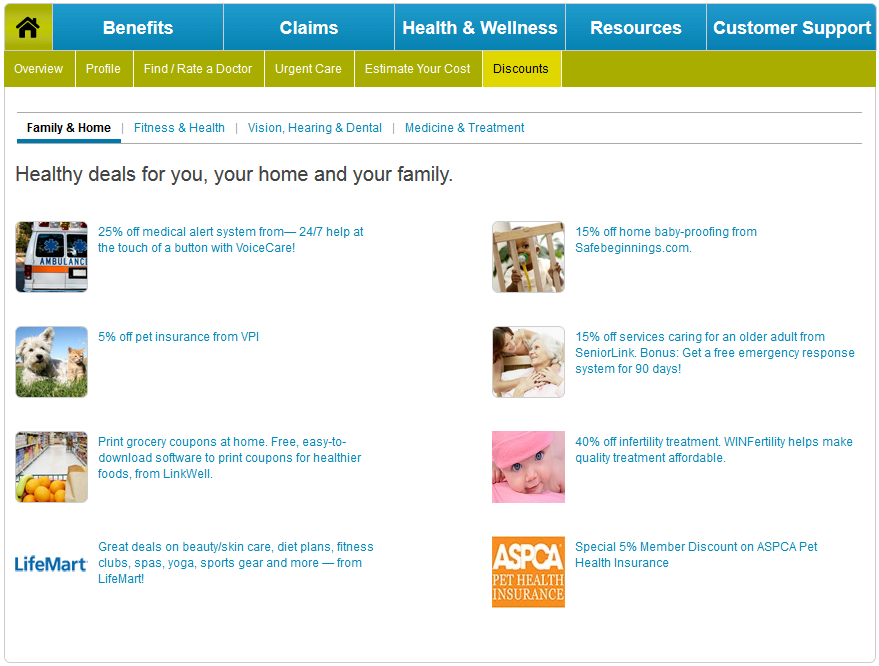 Benefits Claims Health & Wellness Resources Customer Support
Overview Profile Find / Rate a Doctor Urgent Care Estimate Your Cost Discounts
Family & Home | Fitness & Health | Vision, Hearing & Dental | Medicine & Treatment
Healthy deals for you, your home and your family.
AMBULANCE
25% off medical alert system from— 24/7 help at
the touch of a button with VoiceCare!
15% off home baby-proofing from
Safebeginnings.com.
5% off pet insurance from VPI
15% off services caring for an older adult from
SeniorLink. Bonus: Get a free emergency response
system for 90 days!
Print grocery coupons at home. Free, easy-to-
download software to print coupons for healthier
foods, from LinkWell.
40% off infertility treatment. WINFertility helps make
quality treatment affordable.
LifeMart
Great deals on beauty/skin care, diet plans, fitness
clubs, spas, yoga, sports gear and more — from
LifeMart!
ASPCA
PET HEALTH
INSURANCE
Special 5% Member Discount on ASPCA Pet
Health Insurance